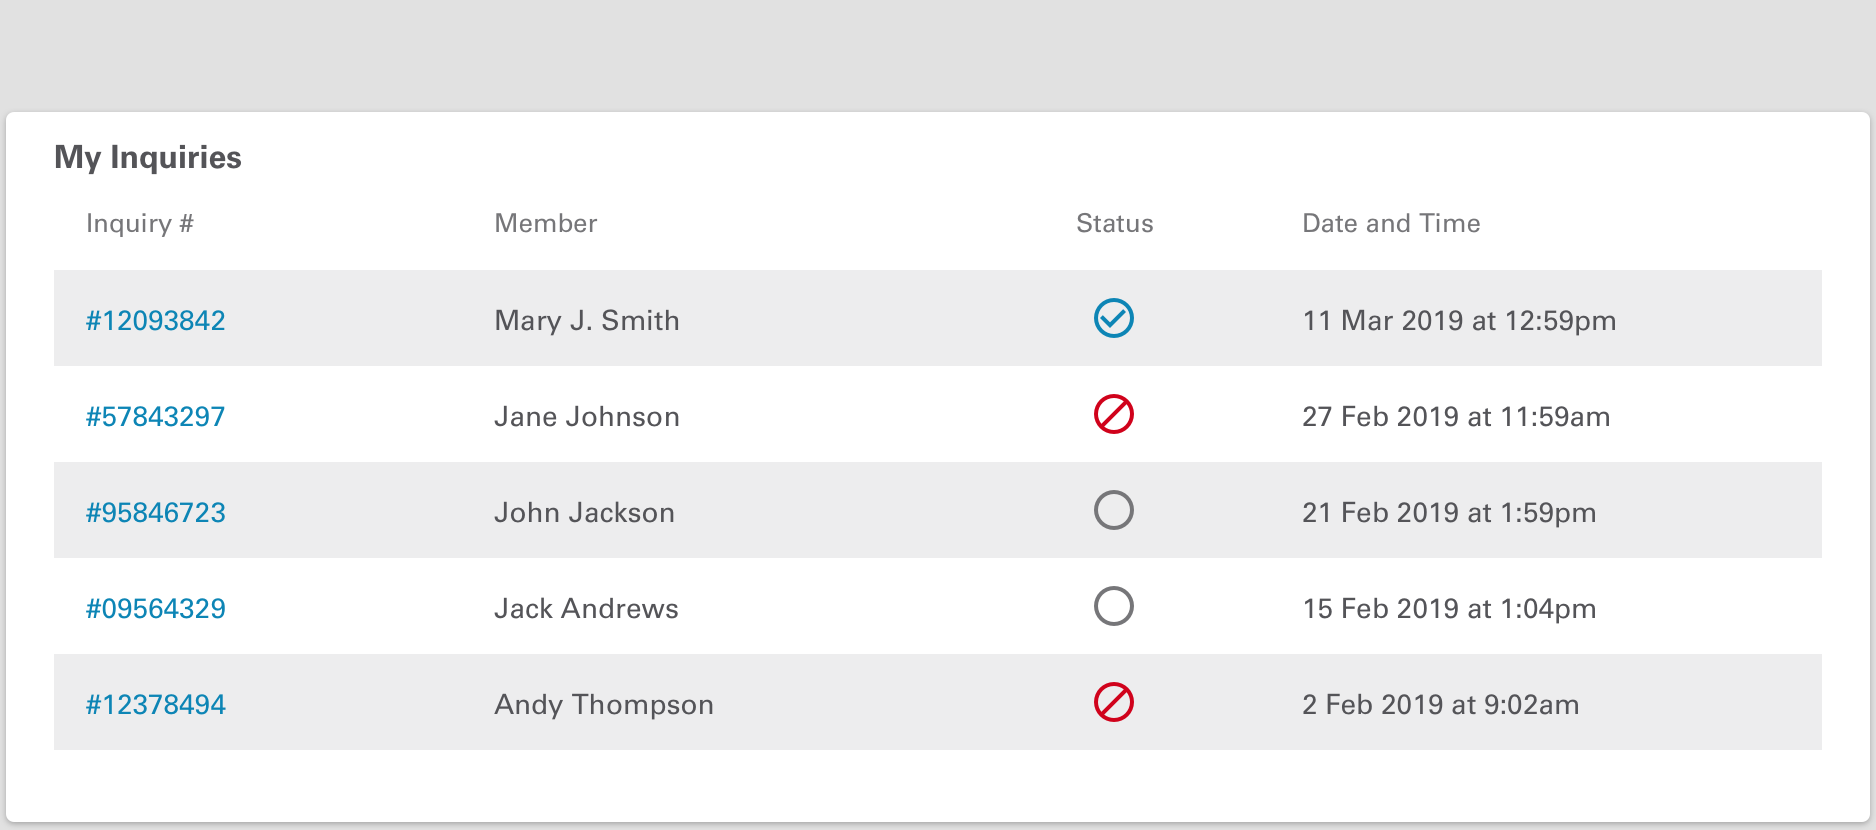 My Inquiries
Inquiry # Member Status Date and Time
#12093842 Mary J. Smith 11 Mar 2019 at 12:59pm
#57843297 Jane Johnson 27 Feb 2019 at 11:59am
#95846723 John Jackson 21 Feb 2019 at 1:59pm
#09564329 Jack Andrews 15 Feb 2019 at 1:04pm
#12378494 Andy Thompson 2 Feb 2019 at 9:02am